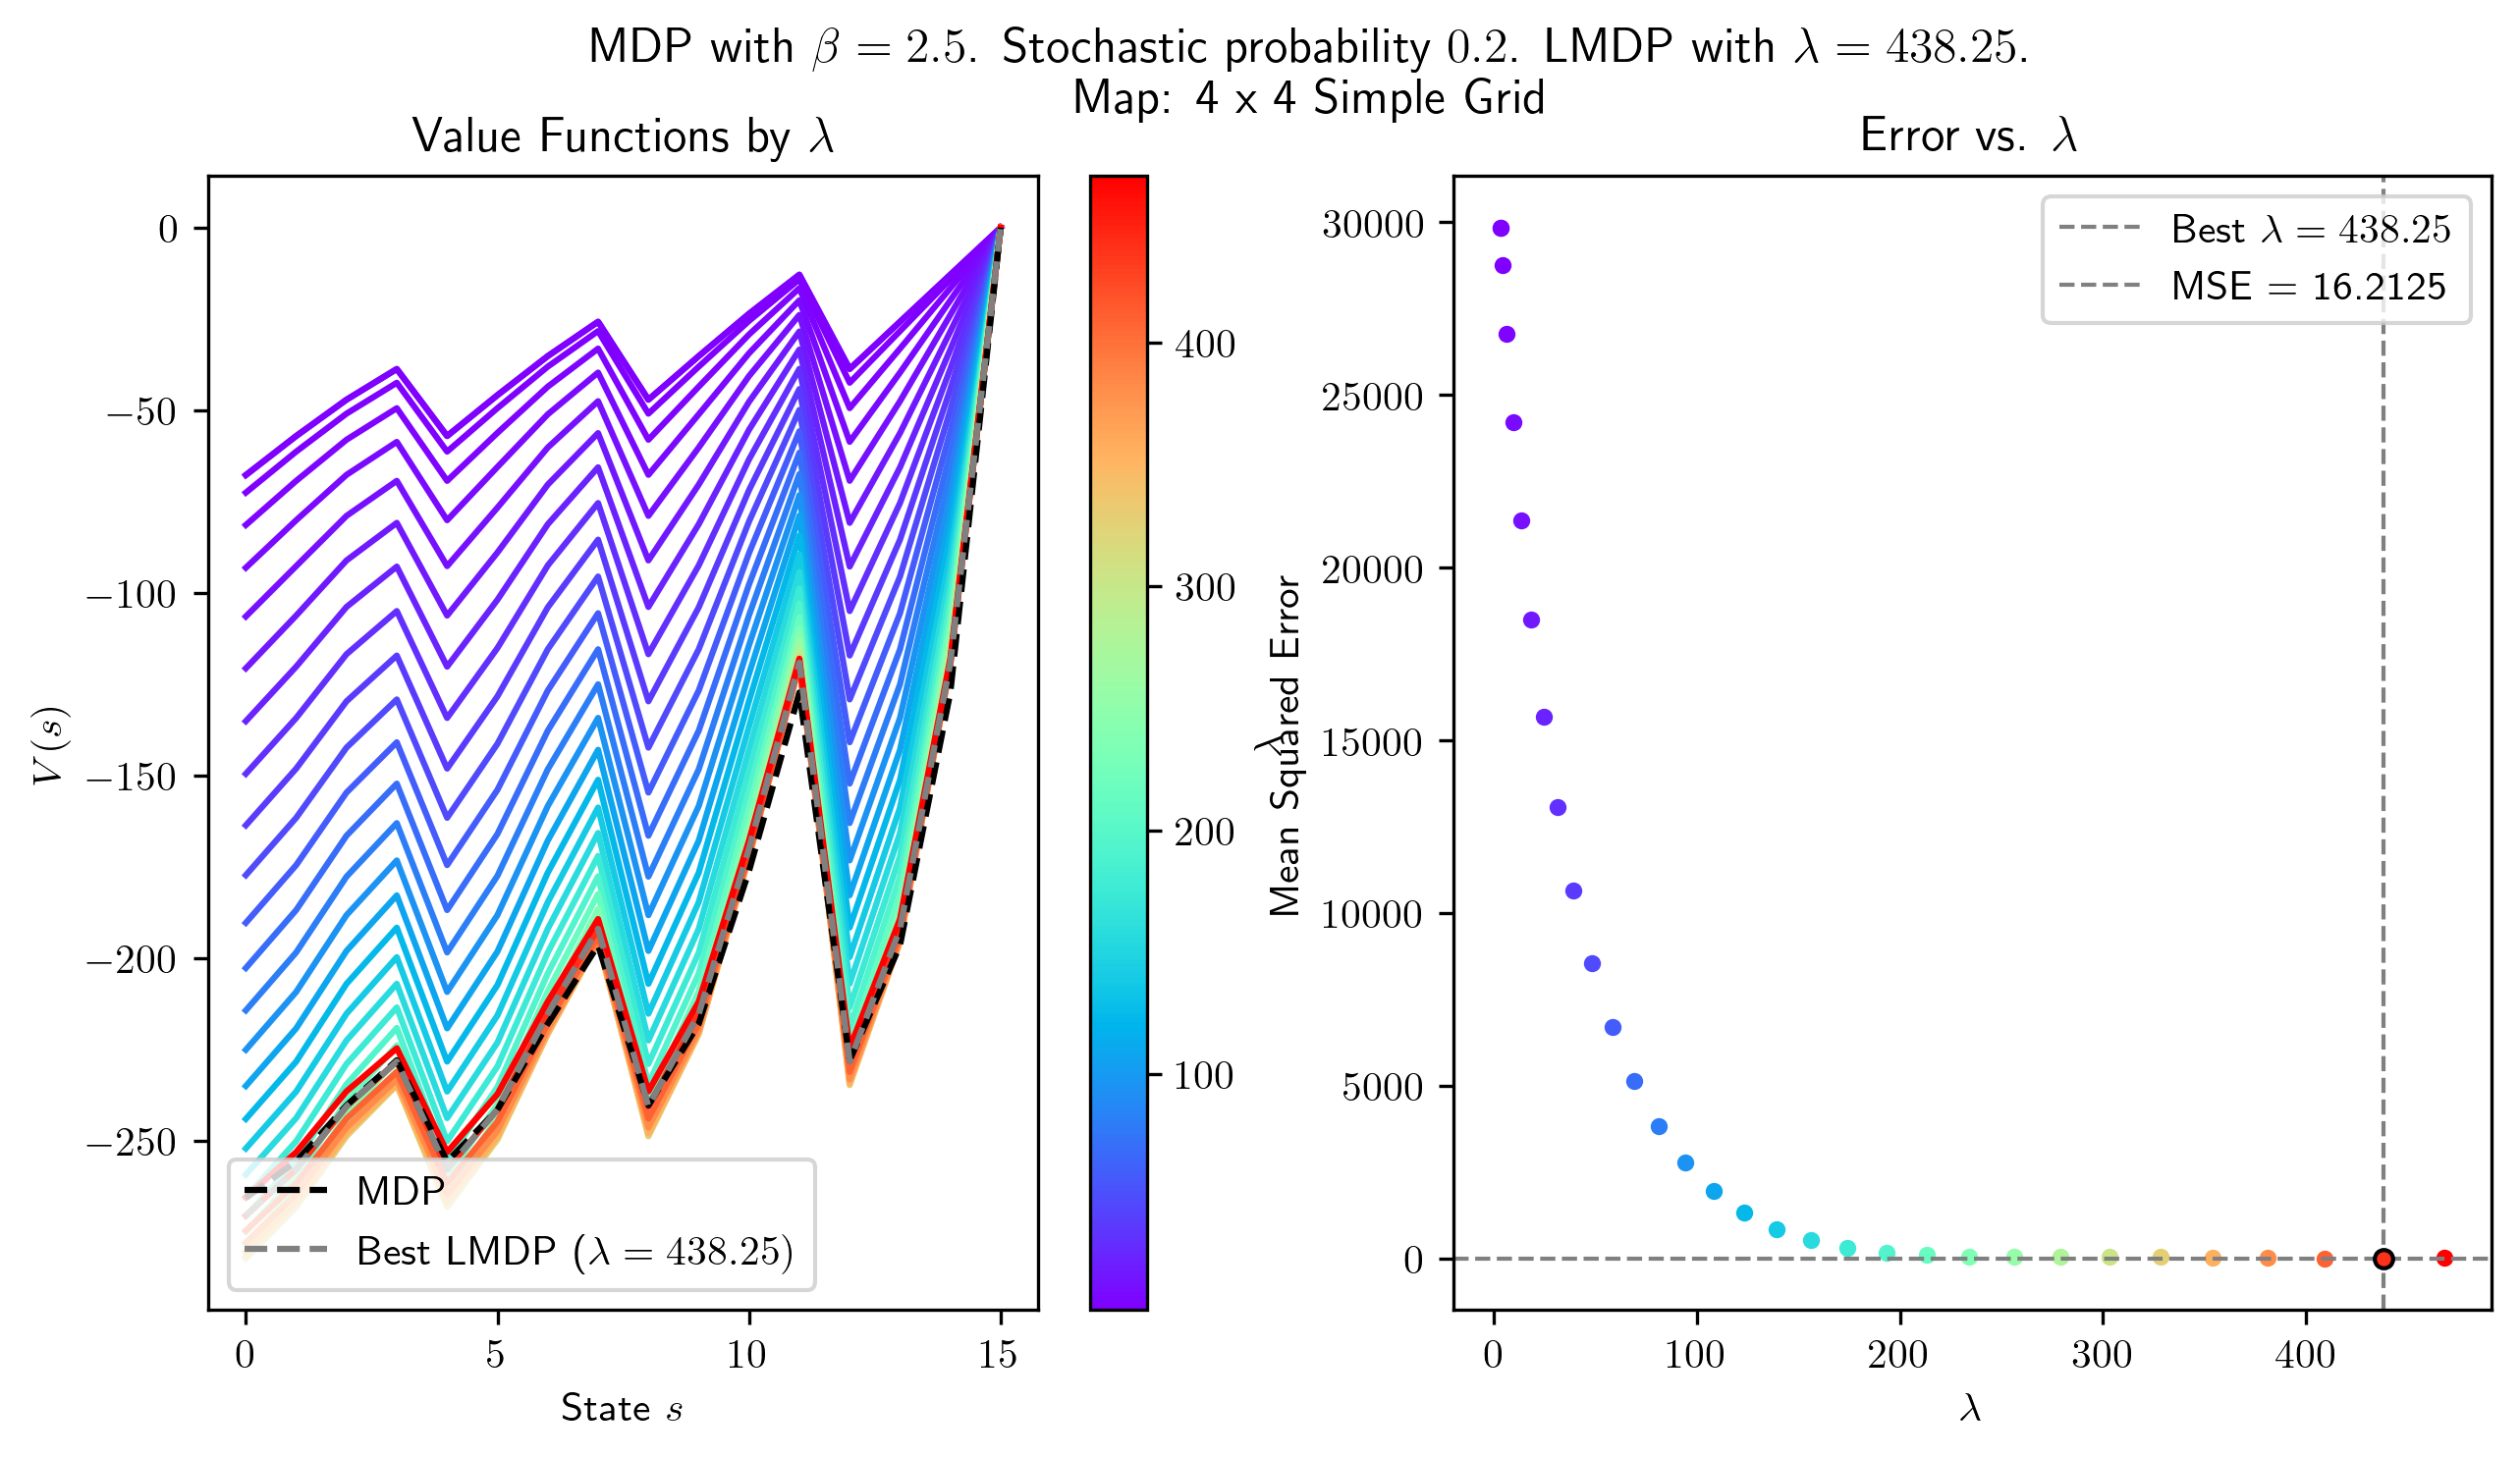 MDP with β = 2.5. Stochastic probability 0.2. LMDP with λ = 438.25.
Map: 4 x 4 Simple Grid
Value Functions by λ
0
−50
−100
−150
−200
−250
V(s)
0
5
10
15
State s
MDP
Best LMDP (λ = 438.25)
400
300
200
100
λ
Error vs. λ
30000
25000
20000
15000
10000
5000
0
Mean Squared Error
0
100
200
300
400
λ
Best λ = 438.25
MSE = 16.2125